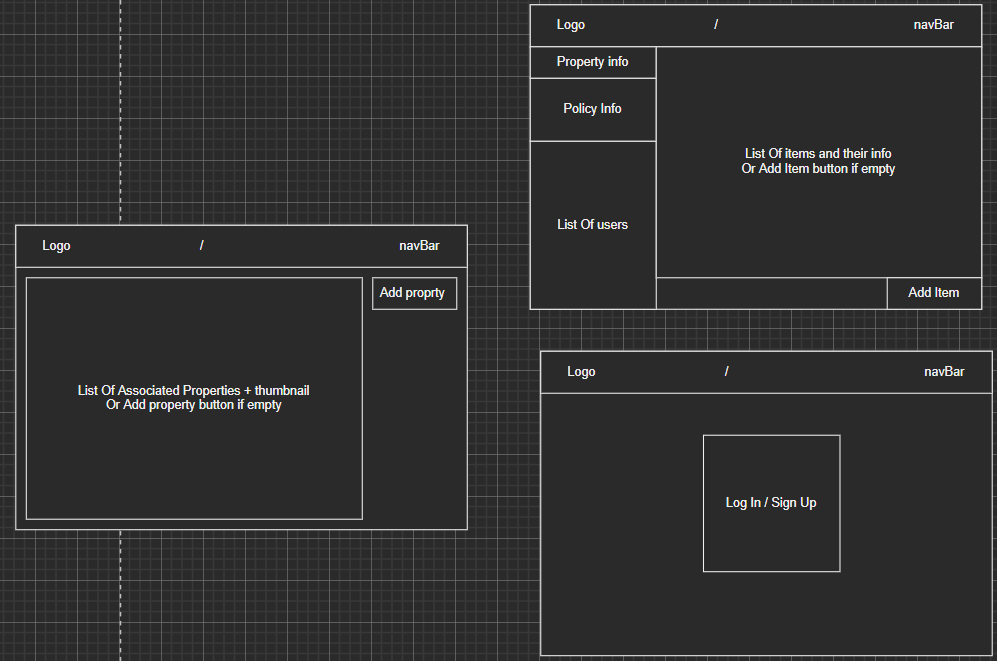 Logo / navBar
Property info
Policy Info
List Of items and their info
Or Add Item button if empty
List Of users
Add Item
Logo / navBar
Add proprty
List Of Associated Properties + thumbnail
Or Add property button if empty
Logo / navBar
Log In / Sign Up